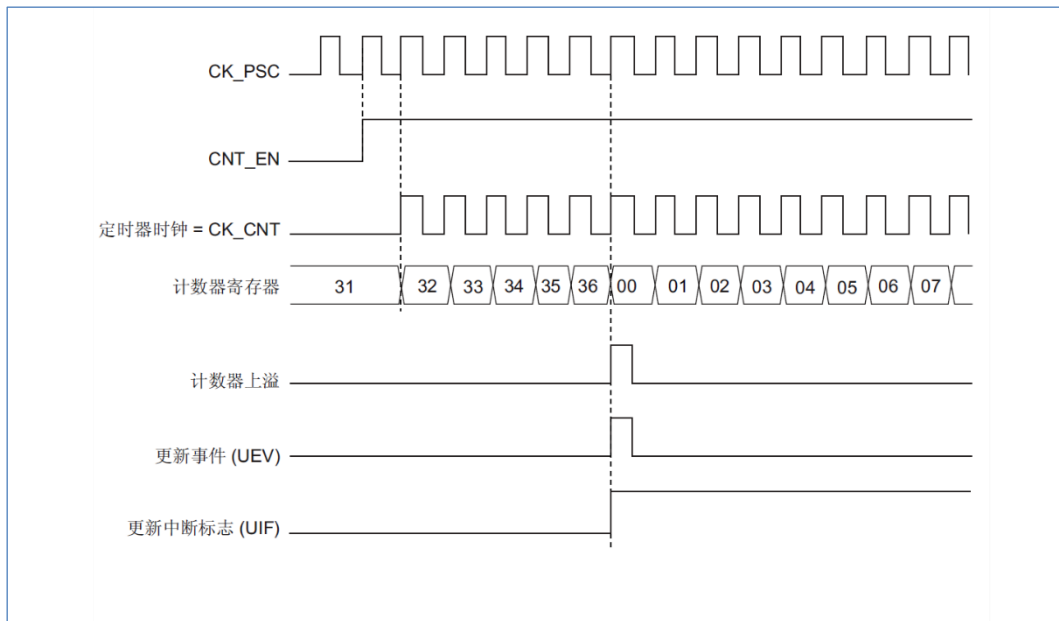 CK_PSC
CNT_EN
定时器时钟 = CK_CNT
计数器寄存器 31 32 33 34 35 36 00 01 02 03 04 05 06 07
计数器上溢
更新事件 (UEV)
更新中断标志 (UIF)